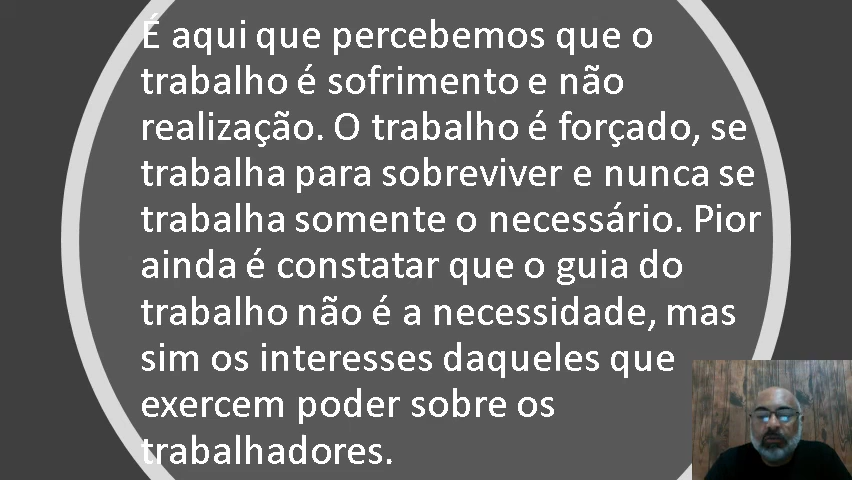 É aqui que percebemos que o
trabalho é sofrimento e não
realização. O trabalho é forçado, se
trabalha para sobreviver e nunca se
trabalha somente o necessário. Pior
ainda é constatar que o guia do
trabalho não é a necessidade, mas
sim os interesses daqueles que
exercem poder sobre os
trabalhadores.